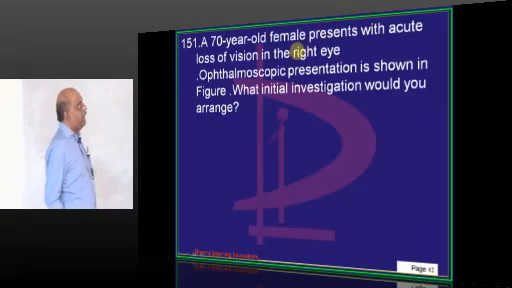 151.A 70-year-old female presents with acute
loss of vision in the right eye
.Ophthalmoscopic presentation is shown in
Figure .What initial investigation would you
arrange?
Page 43